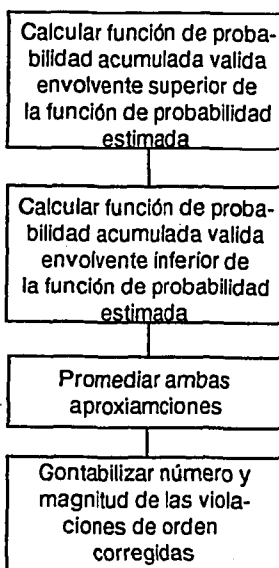 Calcular función de proba-
bilidad acumulada valida
envolvente superior de
la función de probabilidad
estimada
Calcular función de proba-
bilidad acumulada valida
envolvente inferior de
la función de probabilidad
estimada
Promediar ambas
aproxiamciones
Gontabilizar número y
magnitud de las viola-
ciones de orden
corregidas